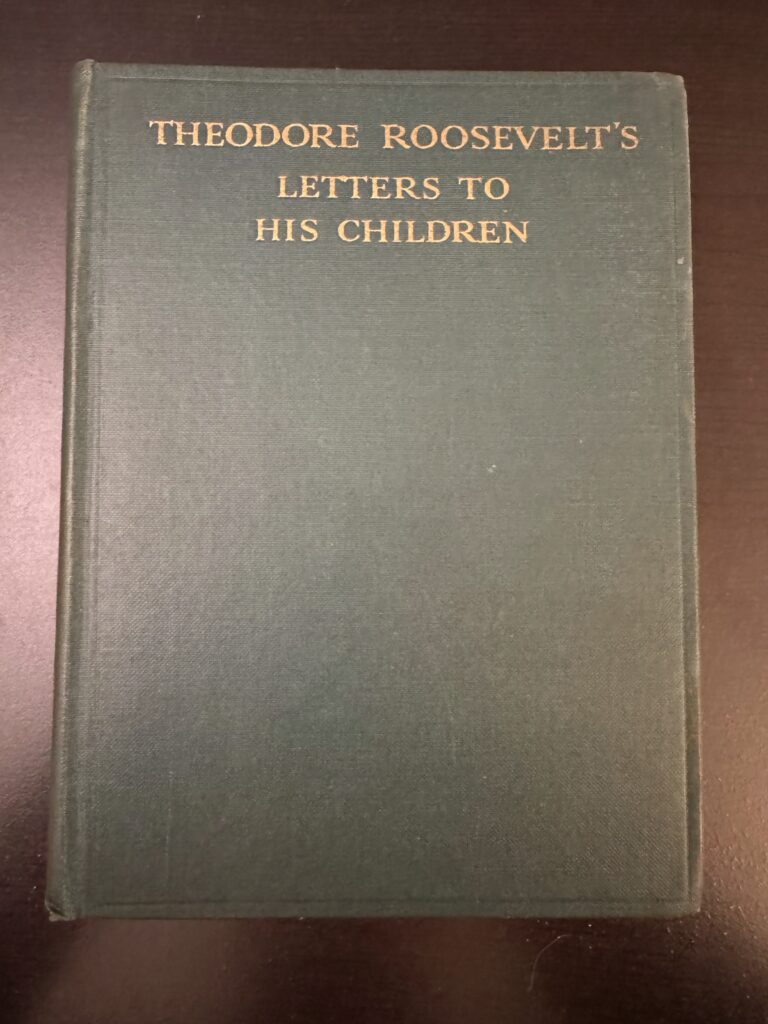 THEODORE ROOSEVELT'S
LETTERS TO
HIS CHILDREN